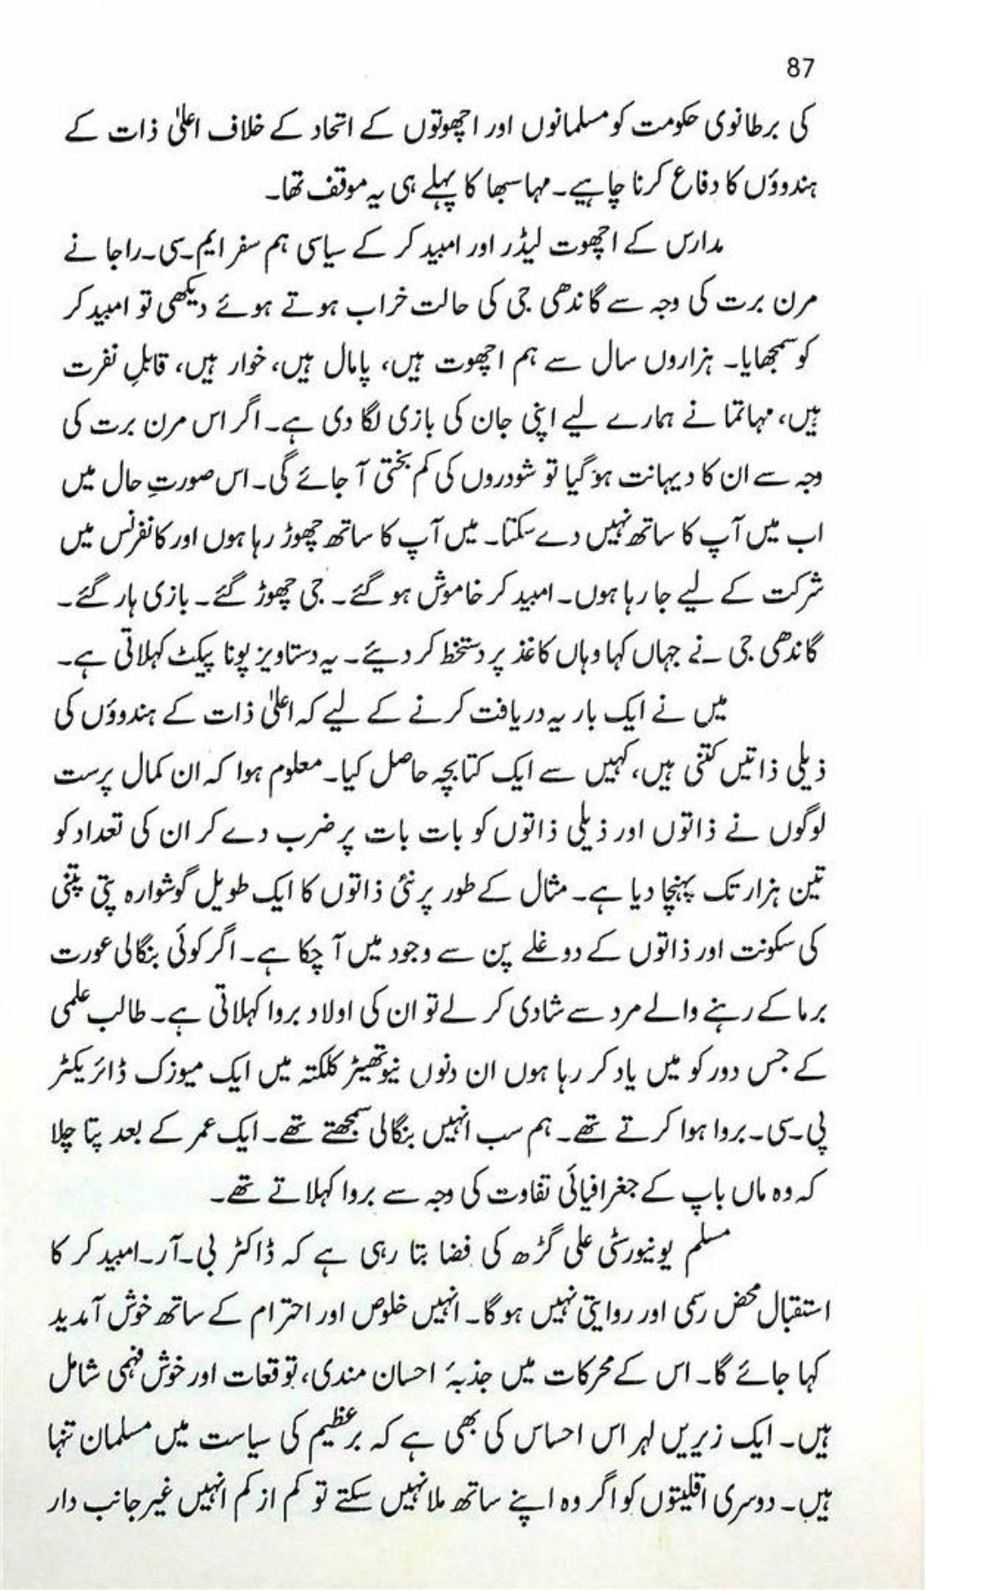 87
کی برطانوی حکومت کو مسلمانوں اور اچھوتوں کے اتحاد کے خلاف اعلیٰ ذات کے
ہندوؤں کا دفاع کرنا چاہیے۔ مہاسبھا کا پہلے ہی یہ موقف تھا۔
مدارس کے اچھوت لیڈر اور امبیدکر کے سیاسی ہم سفر ایم۔سی۔راجا نے
مرن برت کی وجہ سے گاندھی جی کی حالت خراب ہوتے ہوئے دیکھی تو امبیدکر
کو سمجھایا۔ ہزاروں سال سے ہم اچھوت ہیں، پامال ہیں، خوار ہیں، قابلِ نفرت
ہیں، مہاتما نے ہمارے لیے اپنی جان کی بازی لگا دی ہے۔ اگر اس مرن برت کی
وجہ سے ان کا دیہانت ہو گیا تو شودروں کی کم بختی آ جائے گی۔ اس صورتِ حال میں
اب میں آپ کا ساتھ نہیں دے سکتا۔ میں آپ کا ساتھ چھوڑ رہا ہوں اور کانفرنس میں
شرکت کے لیے جا رہا ہوں۔ امبیدکر خاموش ہو گئے۔ جی چھوڑ گئے۔ بازی ہار گئے۔
گاندھی جی نے جہاں کہا وہاں کاغذ پر دستخط کر دیئے۔ یہ دستاویز پونا پیکٹ کہلاتی ہے۔
میں نے ایک بار یہ دریافت کرنے کے لیے کہ اعلیٰ ذات کے ہندوؤں کی
ذیلی ذاتیں کتنی ہیں، کہیں سے ایک کتابچہ حاصل کیا۔ معلوم ہوا کہ ان کمال پرست
لوگوں نے ذاتوں اور ذیلی ذاتوں کو بات بات پر ضرب دے کر ان کی تعداد کو
تین ہزار تک پہنچا دیا ہے۔ مثال کے طور پر نئی ذاتوں کا ایک طویل گوشوارہ پتی پتنی
کی سکونت اور ذاتوں کے دوغلے پن سے وجود میں آ چکا ہے۔ اگر کوئی بنگالی عورت
برما کے رہنے والے مرد سے شادی کر لے تو ان کی اولاد بروا کہلاتی ہے۔ طالب علمی
کے جس دور کو میں یاد کر رہا ہوں ان دنوں نیو تھیٹر کلکتہ میں ایک میوزک ڈائریکٹر
پی۔سی۔بروا ہوا کرتے تھے۔ ہم سب انہیں بنگالی سمجھتے تھے۔ ایک عمر کے بعد پتا چلا
کہ وہ ماں باپ کے جغرافیائی تفاوت کی وجہ سے بروا کہلاتے تھے۔
مسلم یونیورسٹی علی گڑھ کی فضا بتا رہی ہے کہ ڈاکٹر بی۔آر۔امبیدکر کا
استقبال محض رسمی اور روایتی نہیں ہوگا۔ انہیں خلوص اور احترام کے ساتھ خوش آمدید
کہا جائے گا۔ اس کے محرکات میں جذبۂ احسان مندی، توقعات اور خوش فہمی شامل
ہیں۔ ایک زیریں لہر اس احساس کی بھی ہے کہ برعظیم کی سیاست میں مسلمان تنہا
ہیں۔ دوسری اقلیتوں کو اگر وہ اپنے ساتھ ملا نہیں سکتے تو کم از کم انہیں غیر جانب دار